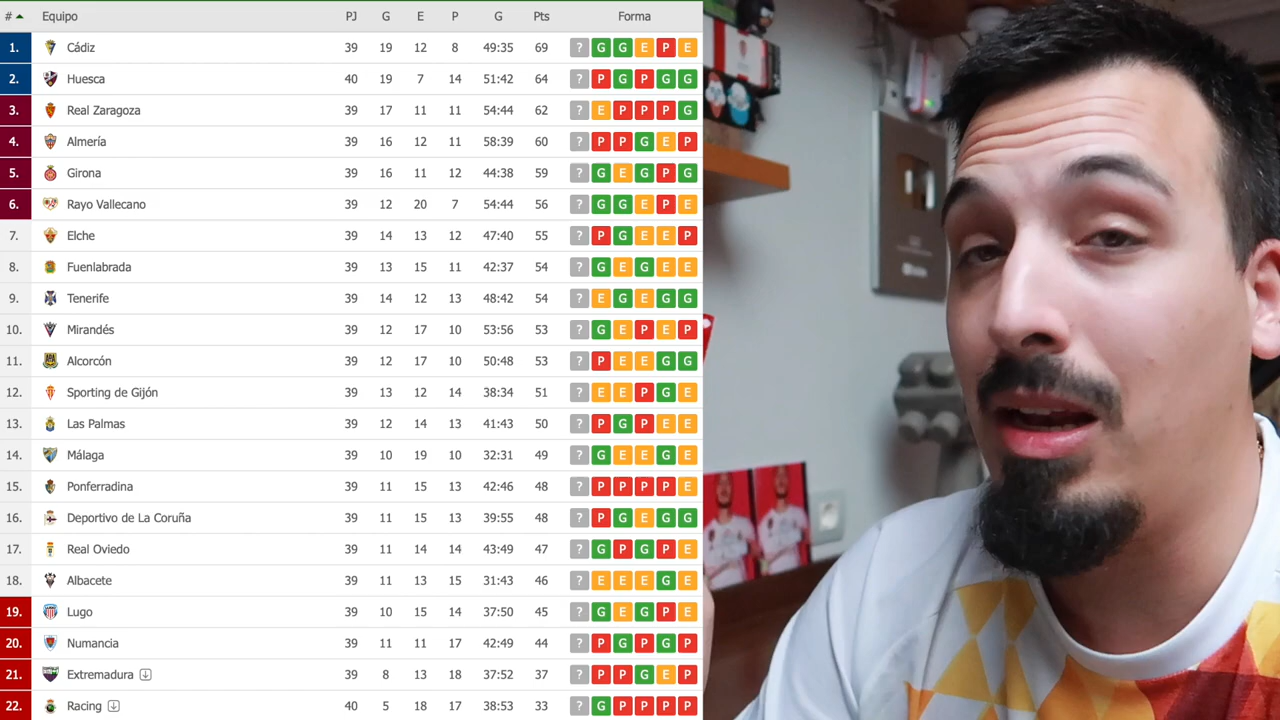 # Equipo PJ G E P G Pts Forma
1. Cádiz 39 19 12 8 49:35 69 ? G G E P E
2. Huesca 40 19 7 14 51:42 64 ? P G P G G
3. Real Zaragoza 39 17 11 11 54:44 62 ? E P P P G
4. Almería 39 16 12 11 58:39 60 ? P P G E P
5. Girona 39 16 11 12 44:38 59 ? G E G P G
6. Rayo Vallecano 39 12 20 7 54:44 56 ? G G E P E
7. Elche 39 14 13 12 47:40 55 ? P G E E P
8. Fuenlabrada 39 13 15 11 42:37 54 ? G E G E E
9. Tenerife 39 14 12 13 48:42 54 ? E G E G G
10. Mirandés 39 12 17 10 53:56 53 ? G E P E P
11. Alcorcón 39 12 17 10 50:48 53 ? P E E G G
12. Sporting de Gijón 39 13 12 14 38:34 51 ? E E P G E
13. Las Palmas 39 12 14 13 41:43 50 ? P G P E E
14. Málaga 39 10 19 10 32:31 49 ? G E E G E
15. Ponferradina 39 11 15 13 42:46 48 ? P P P P E
16. Deportivo de La Coruña 39 11 15 13 39:55 48 ? P G E G G
17. Real Oviedo 39 11 14 14 43:49 47 ? G P G P E
18. Albacete 39 11 13 15 31:43 46 ? E E E G E
19. Lugo 39 10 15 14 37:50 45 ? G E G P E
20. Numancia 39 11 11 17 42:49 44 ? P G P G P
21. Extremadura 39 8 13 18 37:52 37 ? P P G E P
22. Racing 40 5 18 17 38:53 33 ? G P P P P